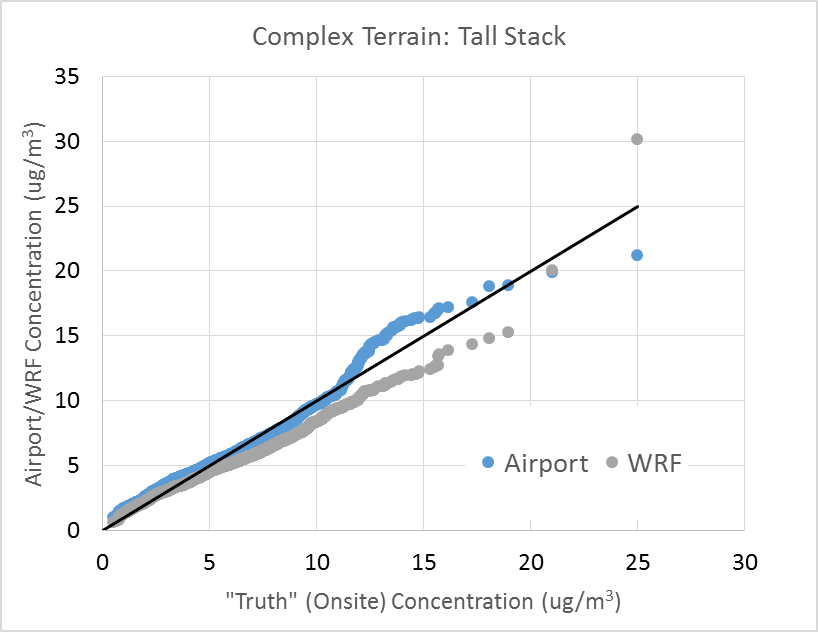 Complex Terrain: Tall Stack
Airport/WRF Concentration (ug/m³)
35
30
25
20
15
10
5
0
Airport
WRF
0 5 10 15 20 25 30
"Truth" (Onsite) Concentration (ug/m³)